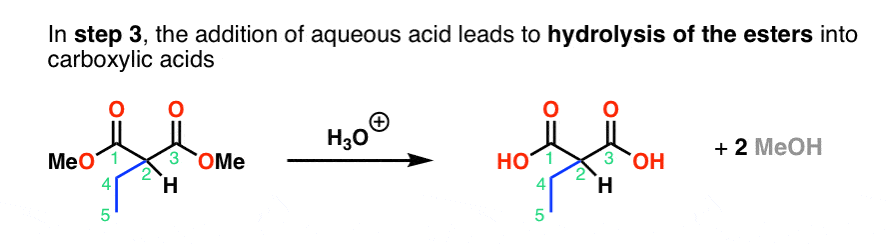 In step 3, the addition of aqueous acid leads to hydrolysis of the esters into
carboxylic acids
O O H₃O⊕ O O
MeO 1 3 OMe HO 1 3 OH + 2 MeOH
4 2 H 4 2 H
5 5